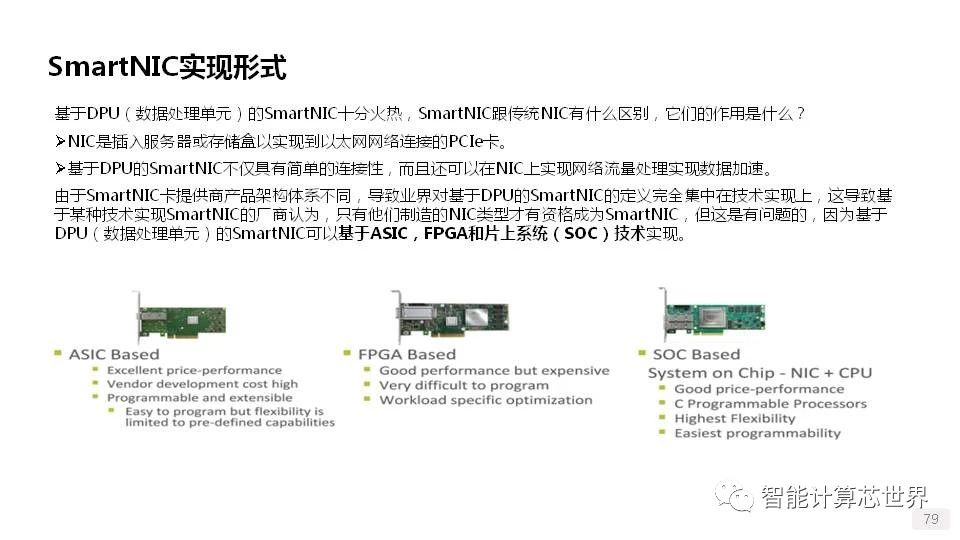 SmartNIC实现形式
基于DPU（数据处理单元）的SmartNIC十分火热，SmartNIC跟传统NIC有什么区别，它们的作用是什么？
➢NIC是插入服务器或存储盒以实现到以太网网络连接的PCIe卡。
➢基于DPU的SmartNIC不仅具有简单的连接性，而且还可以在NIC上实现网络流量处理实现数据加速。
由于SmartNIC卡提供商产品架构体系不同，导致业界对基于DPU的SmartNIC的定义完全集中在技术实现上，这导致基
于某种技术实现SmartNIC的厂商认为，只有他们制造的NIC类型才有资格成为SmartNIC，但这是有问题的，因为基于
DPU（数据处理单元）的SmartNIC可以基于ASIC，FPGA和片上系统（SOC）技术实现。
▪ ASIC Based
▪ Excellent price-performance
▪ Vendor development cost high
▪ Programmable and extensible
▪ Easy to program but flexibility is
limited to pre-defined capabilities
▪ FPGA Based
▪ Good performance but expensive
▪ Very difficult to program
▪ Workload specific optimization
▪ SOC Based
System on Chip - NIC + CPU
▪ Good price-performance
▪ C Programmable Processors
▪ Highest Flexibility
▪ Easiest programmability
智能计算芯世界
79